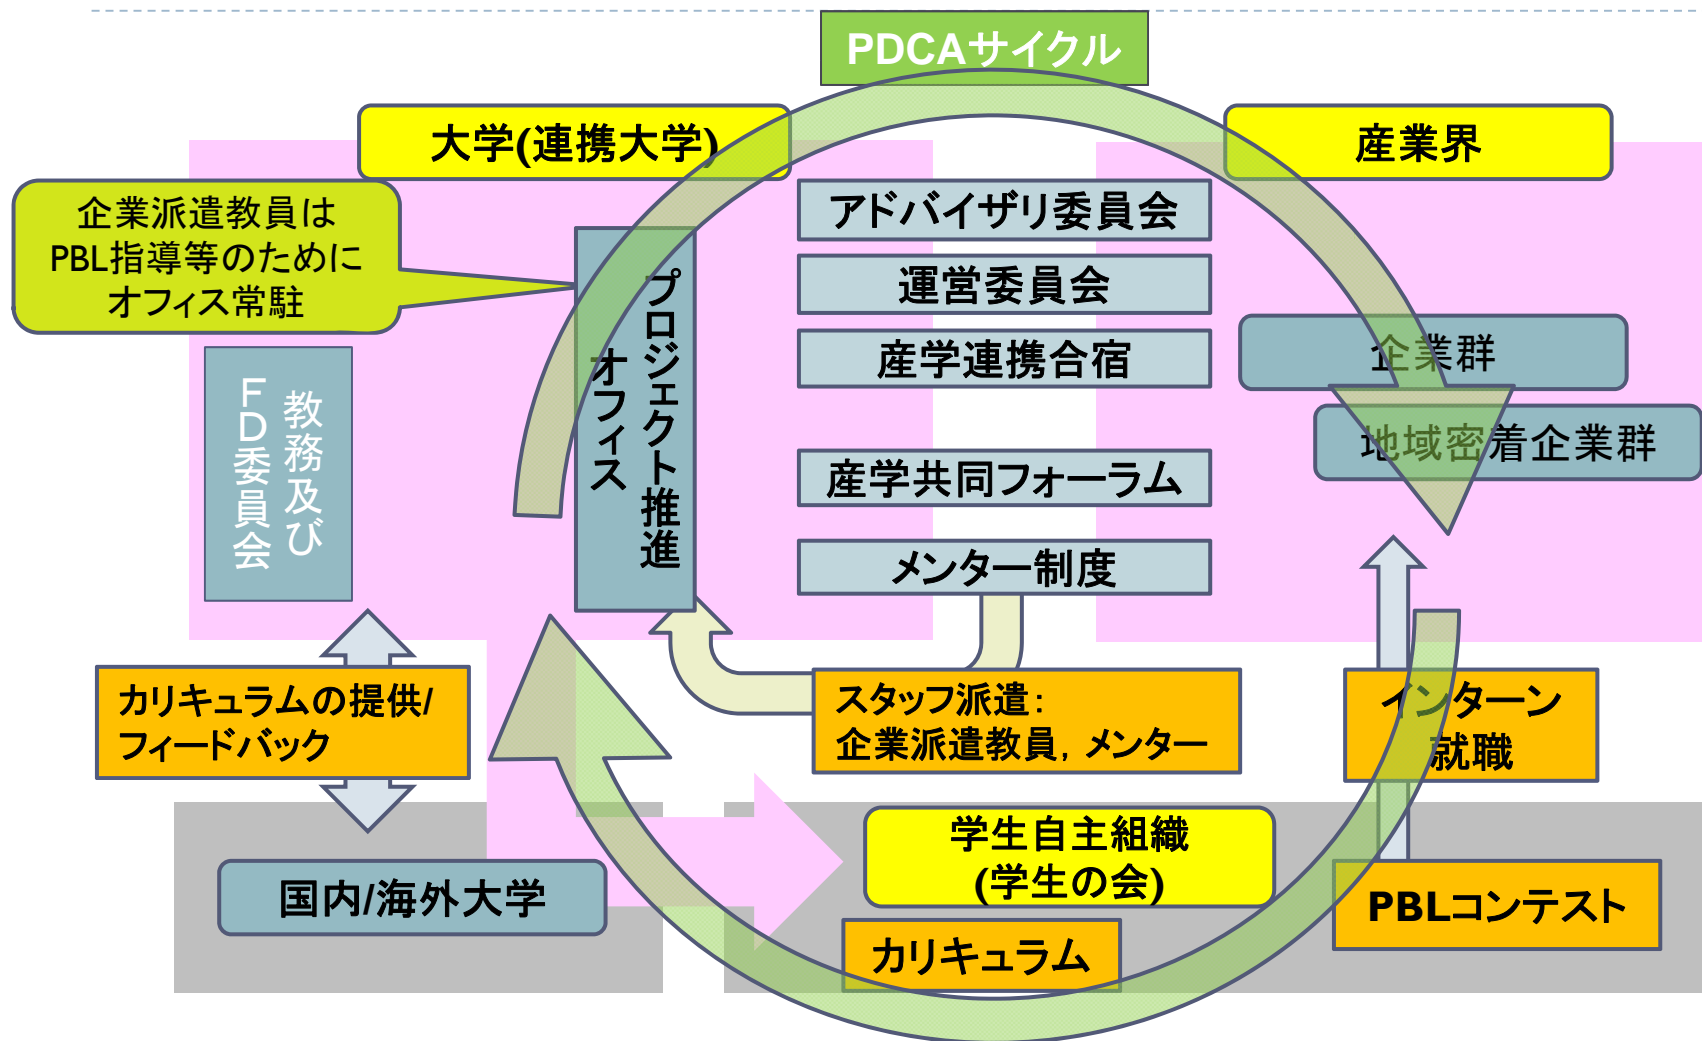 PDCAサイクル
大学(連携大学)
産業界
企業派遣教員は
PBL指導等のために
オフィス常駐
アドバイザリ委員会
運営委員会
産学連携合宿
産学共同フォーラム
メンター制度
プロジェクト推進
オフィス
教務及び
ＦＤ委員会
企業群
地域密着企業群
カリキュラムの提供/
フィードバック
スタッフ派遣：
企業派遣教員, メンター
インターン
就職
国内/海外大学
学生自主組織
(学生の会)
カリキュラム
PBLコンテスト